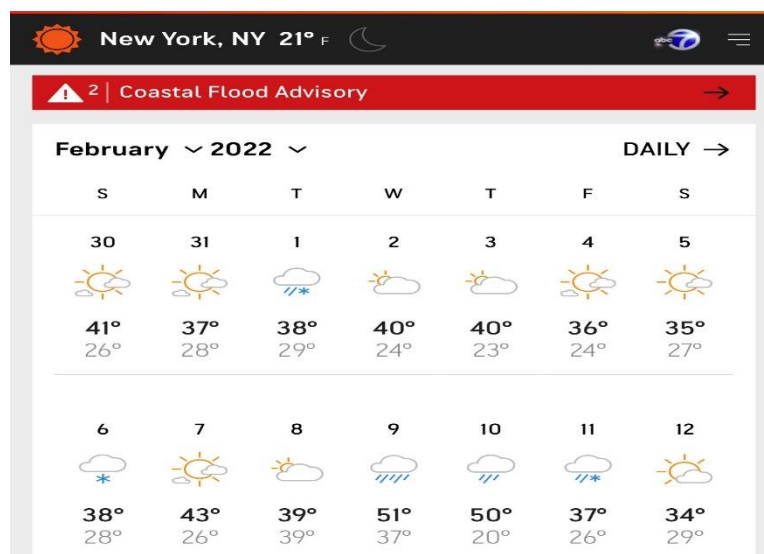 New York, NY 21° F
abc 7
2 | Coastal Flood Advisory →
February 2022 DAILY →
S M T W T F S
30 31 1 2 3 4 5
41° 37° 38° 40° 40° 36° 35°
26° 28° 29° 24° 23° 24° 27°
6 7 8 9 10 11 12
38° 43° 39° 51° 50° 37° 34°
28° 26° 39° 37° 20° 26° 29°